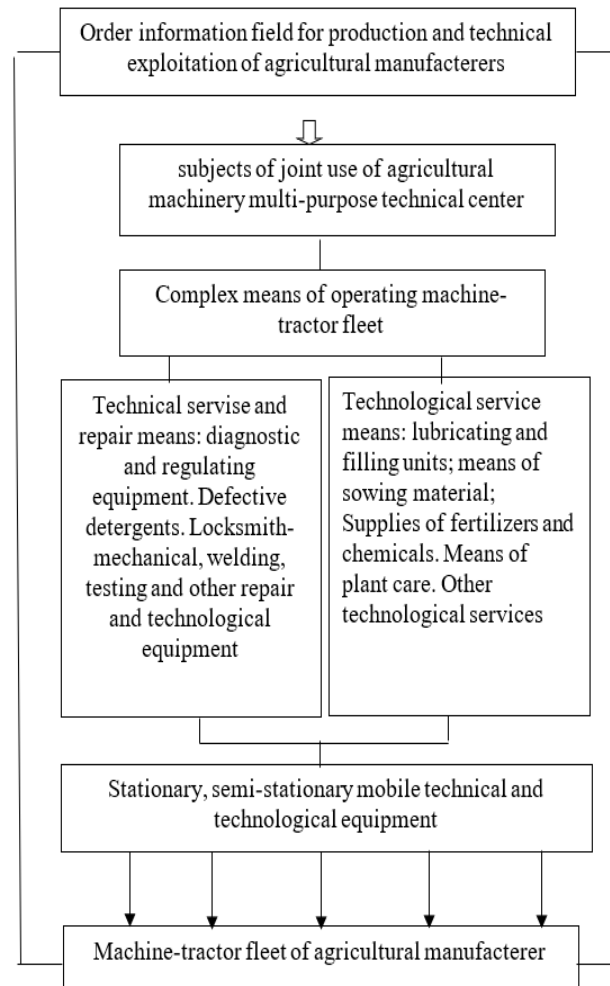 Order information field for production and technical
exploitation of agricultural manufacterers
subjects of joint use of agricultural
machinery multi-purpose technical center
Complex means of operating machine-
tractor fleet
Technical servise and
repair means: diagnostic
and regulating
equipment. Defective
detergents. Locksmith-
mechanical, welding,
testing and other repair
and technological
equipment
Technological service
means: lubricating and
filling units; means of
sowing material;
Supplies of fertilizers and
chemicals. Means of
plant care. Other
technological services
Stationary, semi-stationary mobile technical and
technological equipment
Machine-tractor fleet of agricultural manufacterer